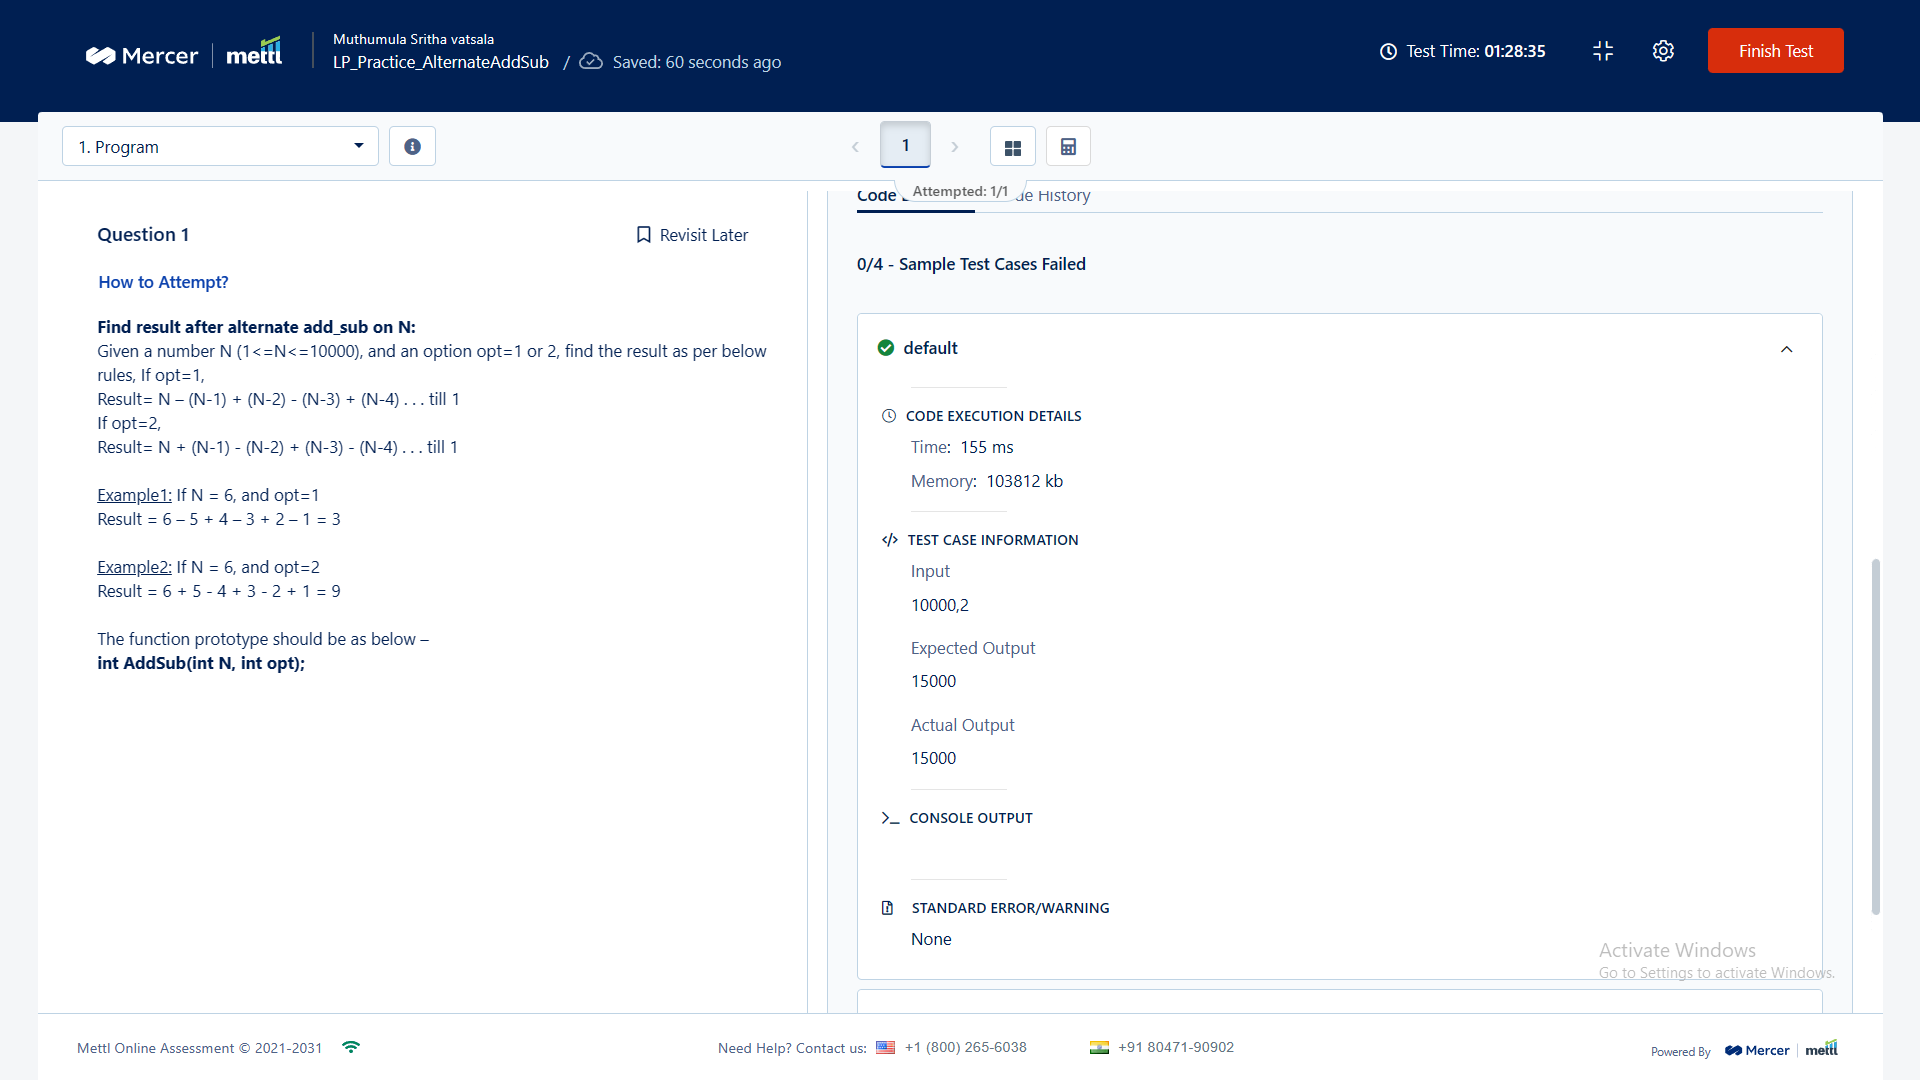 Mercer
mettl
Muthumula Sritha vatsala
LP_Practice_AlternateAddSub / Saved: 60 seconds ago
Test Time: 01:28:35
Finish Test
1. Program
1
Attempted: 1/1
Question 1
Revisit Later
How to Attempt?
Find result after alternate add_sub on N:
Given a number N (1<=N<=10000), and an option opt=1 or 2, find the result as per below
rules, If opt=1,
Result= N – (N-1) + (N-2) - (N-3) + (N-4) . . . till 1
If opt=2,
Result= N + (N-1) - (N-2) + (N-3) - (N-4) . . . till 1
Example1: If N = 6, and opt=1
Result = 6 – 5 + 4 – 3 + 2 – 1 = 3
Example2: If N = 6, and opt=2
Result = 6 + 5 - 4 + 3 - 2 + 1 = 9
The function prototype should be as below –
int AddSub(int N, int opt);
Code
History
0/4 - Sample Test Cases Failed
default
CODE EXECUTION DETAILS
Time: 155 ms
Memory: 103812 kb
</> TEST CASE INFORMATION
Input
10000,2
Expected Output
15000
Actual Output
15000
CONSOLE OUTPUT
STANDARD ERROR/WARNING
None
Activate Windows
Go to Settings to activate Windows.
Mettl Online Assessment © 2021-2031
Need Help? Contact us: +1 (800) 265-6038
+91 80471-90902
Powered By Mercer mettl